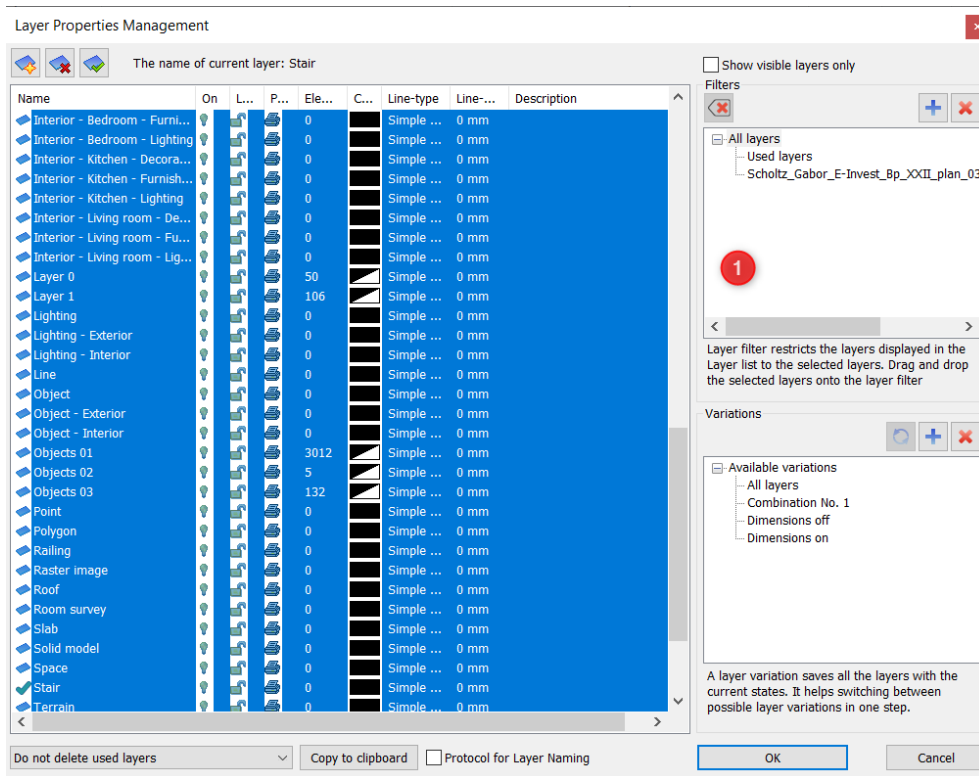 Layer Properties Management
The name of current layer: Stair
Name On L... P... Ele... C... Line-type Line-... Description
Interior - Bedroom - Furni... 0 Simple ... 0 mm
Interior - Bedroom - Lighting 0 Simple ... 0 mm
Interior - Kitchen - Decora... 0 Simple ... 0 mm
Interior - Kitchen - Furnish... 0 Simple ... 0 mm
Interior - Kitchen - Lighting 0 Simple ... 0 mm
Interior - Living room - De... 0 Simple ... 0 mm
Interior - Living room - Fu... 0 Simple ... 0 mm
Interior - Living room - Lig... 0 Simple ... 0 mm
Layer 0 50 Simple ... 0 mm
Layer 1 106 Simple ... 0 mm
Lighting 0 Simple ... 0 mm
Lighting - Exterior 0 Simple ... 0 mm
Lighting - Interior 0 Simple ... 0 mm
Line 0 Simple ... 0 mm
Object 0 Simple ... 0 mm
Object - Exterior 0 Simple ... 0 mm
Object - Interior 0 Simple ... 0 mm
Objects 01 3012 Simple ... 0 mm
Objects 02 5 Simple ... 0 mm
Objects 03 132 Simple ... 0 mm
Point 0 Simple ... 0 mm
Polygon 0 Simple ... 0 mm
Railing 0 Simple ... 0 mm
Raster image 0 Simple ... 0 mm
Roof 0 Simple ... 0 mm
Room survey 0 Simple ... 0 mm
Slab 0 Simple ... 0 mm
Solid model 0 Simple ... 0 mm
Space 0 Simple ... 0 mm
Stair 0 Simple ... 0 mm
Terrain 0 Simple ... 0 mm
Show visible layers only
Filters
All layers
Used layers
Scholtz_Gabor_E-Invest_Bp_XXII_plan_03
1
Layer filter restricts the layers displayed in the
Layer list to the selected layers. Drag and drop
the selected layers onto the layer filter
Variations
Available variations
All layers
Combination No. 1
Dimensions off
Dimensions on
A layer variation saves all the layers with the
current states. It helps switching between
possible layer variations in one step.
Do not delete used layers
Copy to clipboard
Protocol for Layer Naming
OK
Cancel